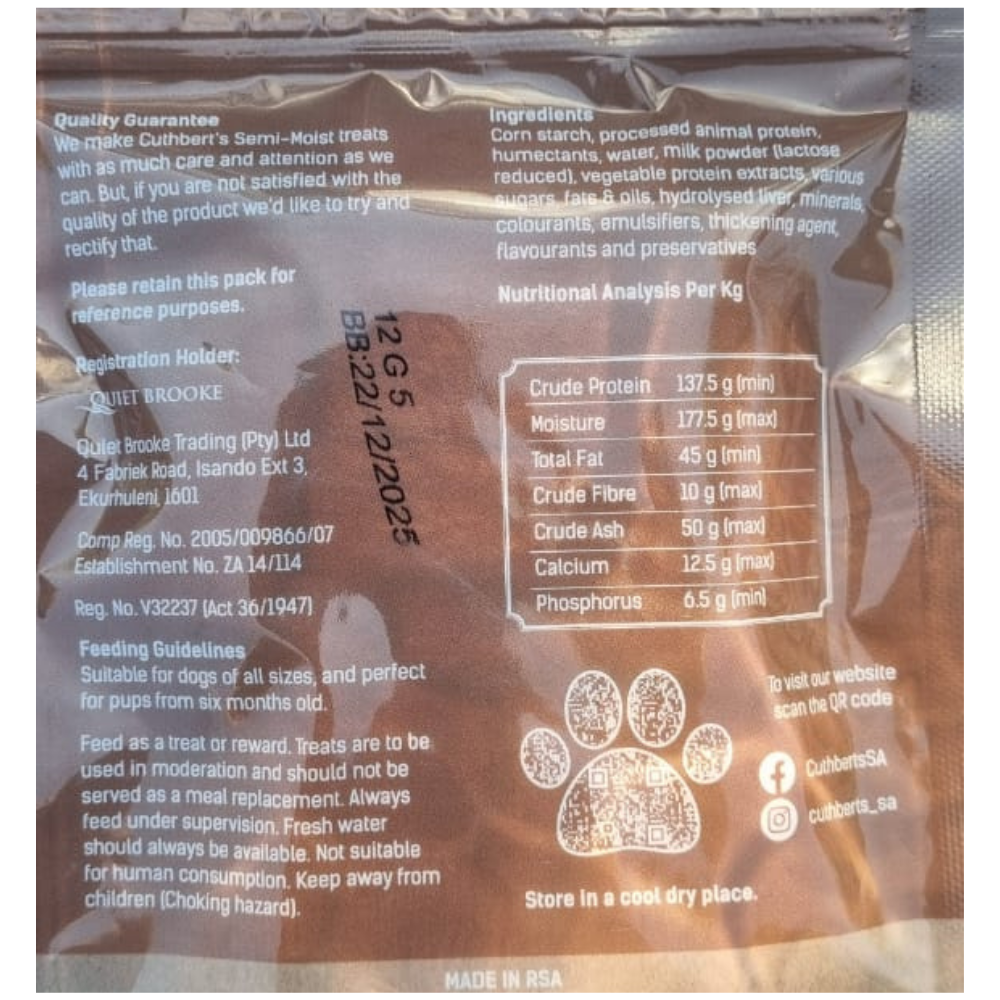 Quality Guarantee
We make Cuthbert's Semi-Moist treats
with as much care and attention as we
can. But, if you are not satisfied with the
quality of the product we'd like to try and
rectify that.
Please retain this pack for
reference purposes.
Registration Holder:
QUIET BROOKE
Quiet Brooke Trading (Pty) Ltd
4 Fabriek Road, Isando Ext 3,
Ekurhuleni, 1601
Comp Reg. No. 2005/009866/07
Establishment No. ZA 14/114
Reg. No. V32237 (Act 36/1947)
Feeding Guidelines
Suitable for dogs of all sizes, and perfect
for pups from six months old.
Feed as a treat or reward. Treats are to be
used in moderation and should not be
served as a meal replacement. Always
feed under supervision. Fresh water
should always be available. Not suitable
for human consumption. Keep away from
children (Choking hazard).
12 G 5
BB:22/12/2025
Ingredients
Corn starch, processed animal protein,
humectants, water, milk powder (lactose
reduced), vegetable protein extracts, various
sugars, fats & oils, hydrolysed liver, minerals,
colourants, emulsifiers, thickening agent,
flavourants and preservatives
Nutritional Analysis Per Kg
Crude Protein 137.5 g (min)
Moisture 177.5 g (max)
Total Fat 45 g (min)
Crude Fibre 10 g (max)
Crude Ash 50 g (max)
Calcium 12.5 g (max)
Phosphorus 6.5 g (min)
To visit our website
scan the QR code
CuthbertsSA
cuthberts_sa
Store in a cool dry place.
MADE IN RSA